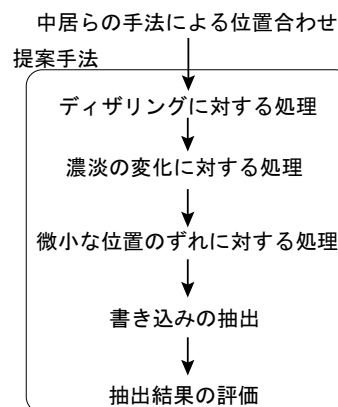 中居らの手法による位置合わせ
提案手法
ディザリングに対する処理
濃淡の変化に対する処理
微小な位置のずれに対する処理
書き込みの抽出
抽出結果の評価